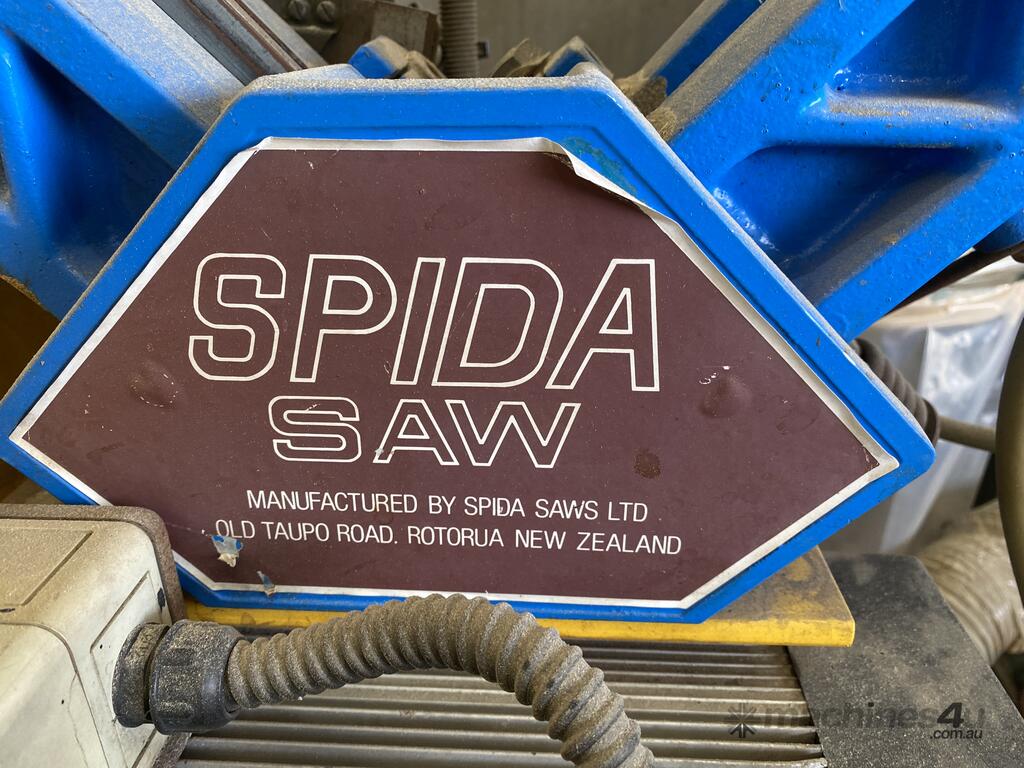 SPIDA
SAW
MANUFACTURED BY SPIDA SAWS LTD
OLD TAUPO ROAD. ROTORUA NEW ZEALAND
machines4u
.com.au